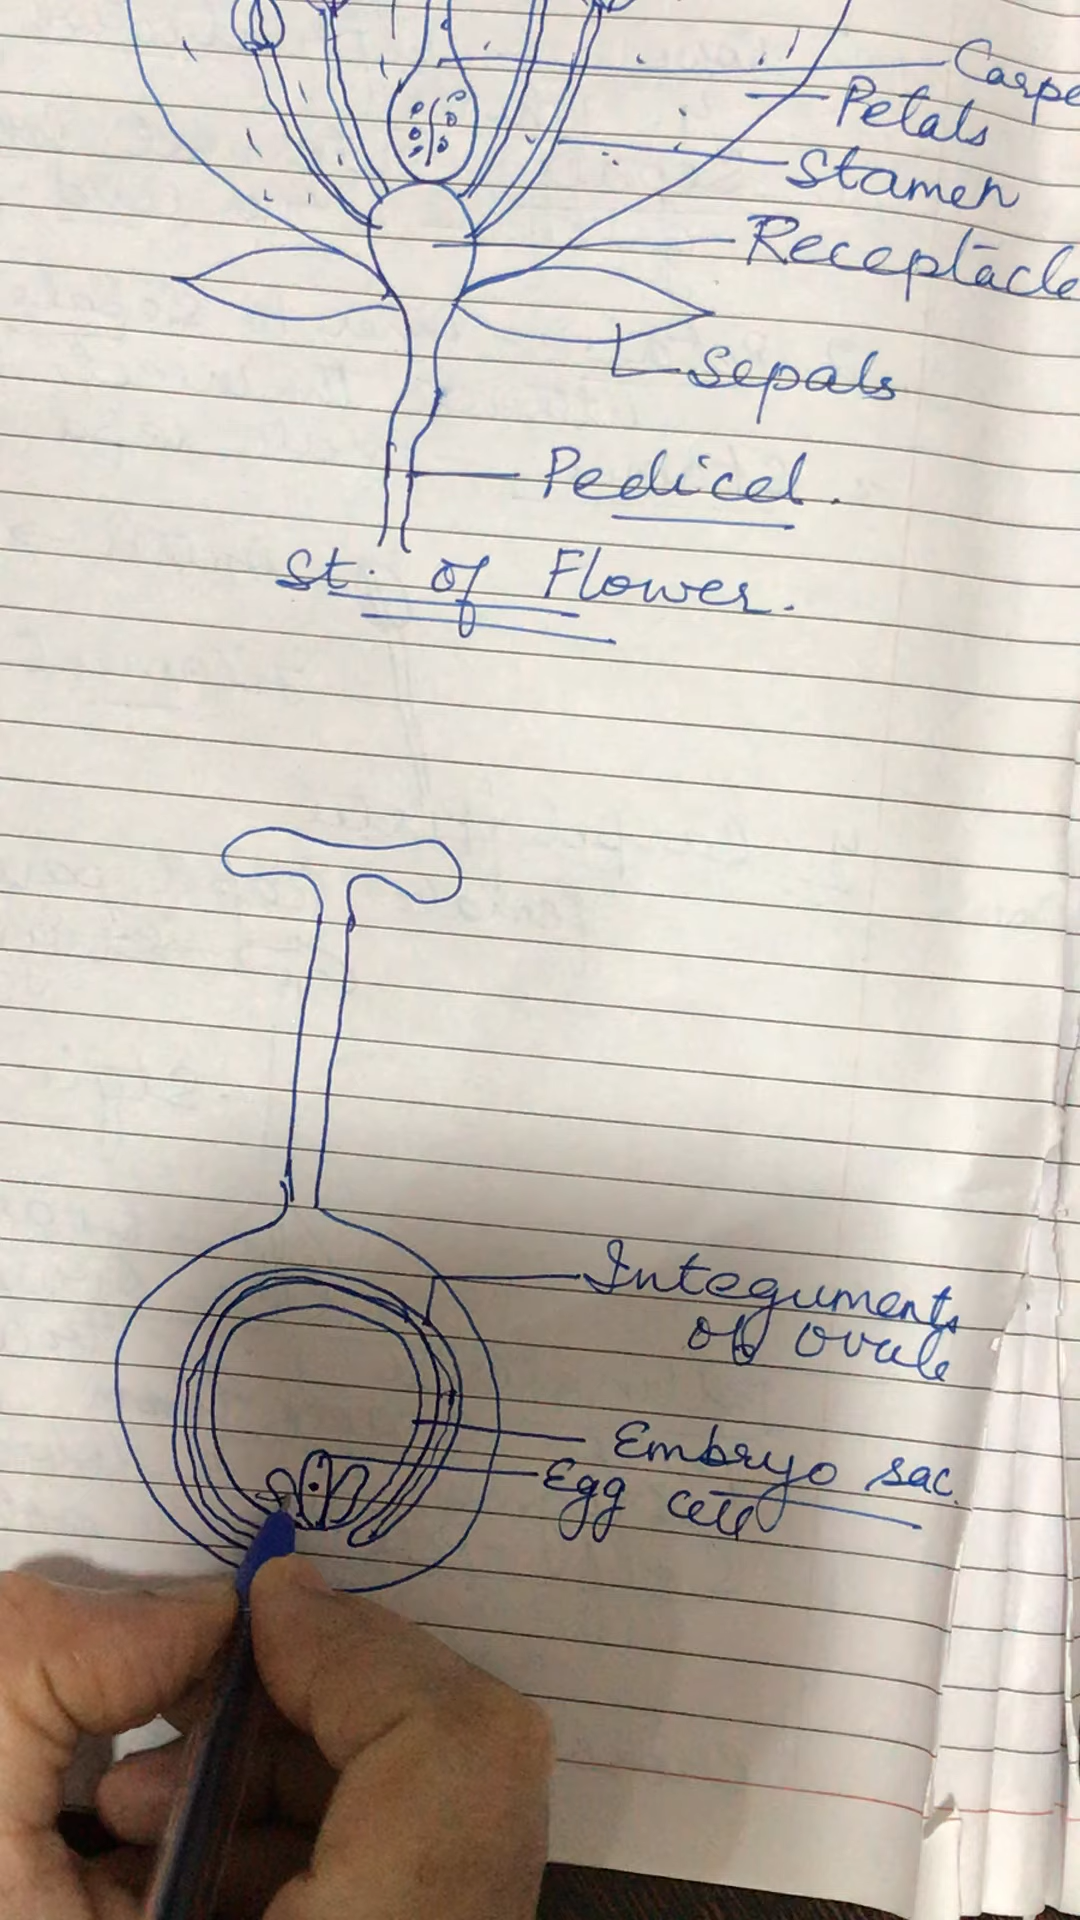 Carpe
Petals
Stamen
Receptacle
Sepals
Pedicel.
St. of Flower.
Integuments
of ovule
Embryo sac.
Egg cell